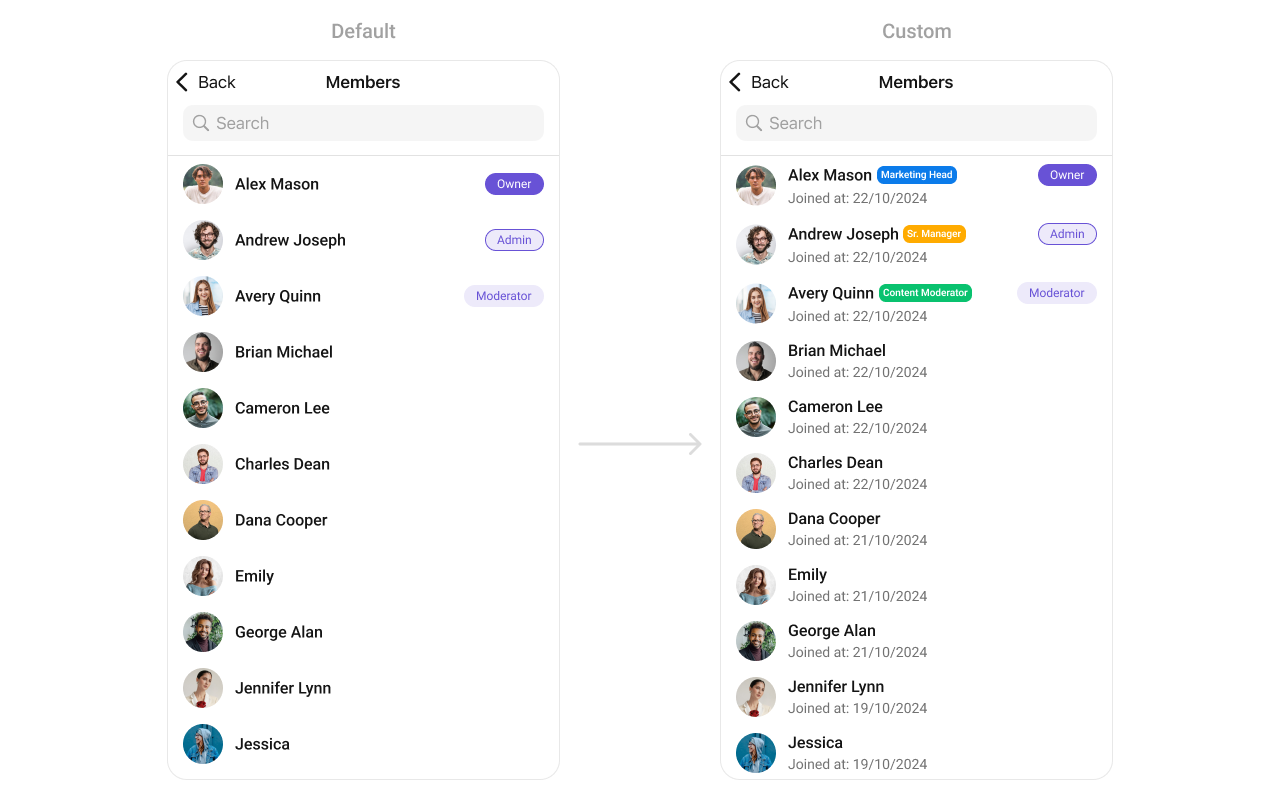 Default
Back Members
Search
Alex Mason Owner
Andrew Joseph Admin
Avery Quinn Moderator
Brian Michael
Cameron Lee
Charles Dean
Dana Cooper
Emily
George Alan
Jennifer Lynn
Jessica
Custom
Back Members
Search
Alex Mason Marketing Head Owner
Joined at: 22/10/2024
Andrew Joseph Sr. Manager Admin
Joined at: 22/10/2024
Avery Quinn Content Moderator Moderator
Joined at: 22/10/2024
Brian Michael
Joined at: 22/10/2024
Cameron Lee
Joined at: 22/10/2024
Charles Dean
Joined at: 22/10/2024
Dana Cooper
Joined at: 21/10/2024
Emily
Joined at: 21/10/2024
George Alan
Joined at: 21/10/2024
Jennifer Lynn
Joined at: 19/10/2024
Jessica
Joined at: 19/10/2024